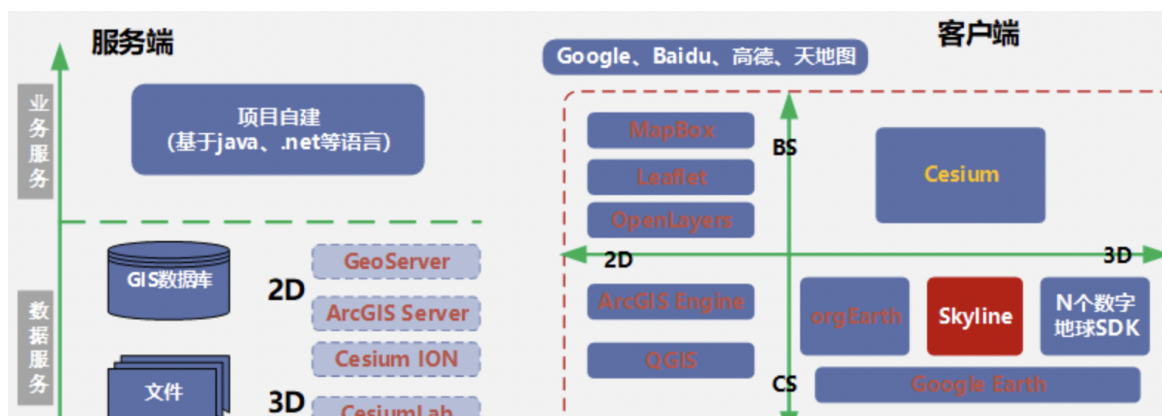 服务端
客户端
Google、Baidu、高德、天地图
业务服务
项目自建
(基于java、.net等语言)
MapBox
Leaflet
OpenLayers
BS
Cesium
2D
3D
数据服务
GIS数据库
文件
2D
GeoServer
ArcGIS Server
Cesium ION
3D
CesiumLab
ArcGIS Engine
QGIS
CS
orgEarth
Skyline
N个数字
地球SDK
Google Earth